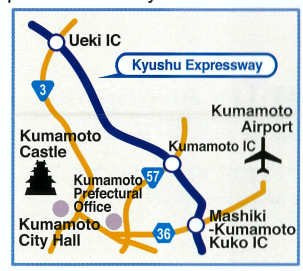 Ueki IC
Kyushu Expressway
3
Kumamoto
Airport
Kumamoto
Castle
Kumamoto IC
57
Kumamoto
Prefectural
Office
Kumamoto
City Hall
Mashiki
-Kumamoto
Kuko IC
36